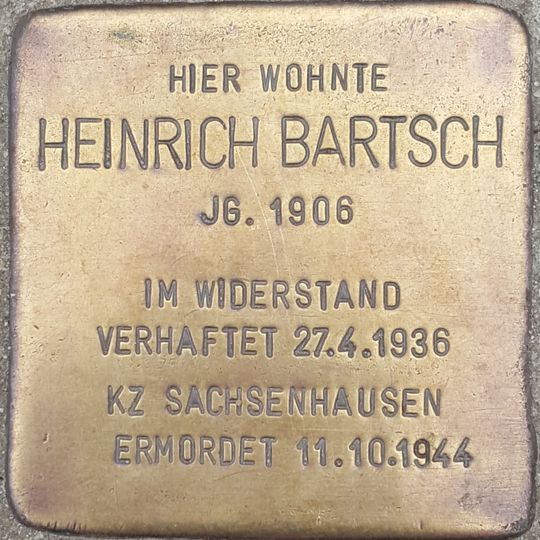 HIER WOHNTE
HEINRICH BARTSCH
JG. 1906
IM WIDERSTAND
VERHAFTET 27.4.1936
KZ SACHSENHAUSEN
ERMORDET 11.10.1944